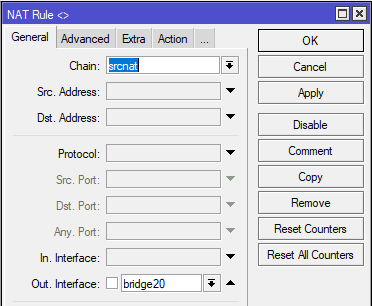 NAT Rule <>
General Advanced Extra Action ...
OK
Chain: srcnat
Cancel
Src. Address:
Apply
Dst. Address:
Disable
Protocol:
Comment
Src. Port:
Copy
Dst. Port:
Remove
Any. Port:
Reset Counters
In. Interface:
Reset All Counters
Out. Interface: bridge20